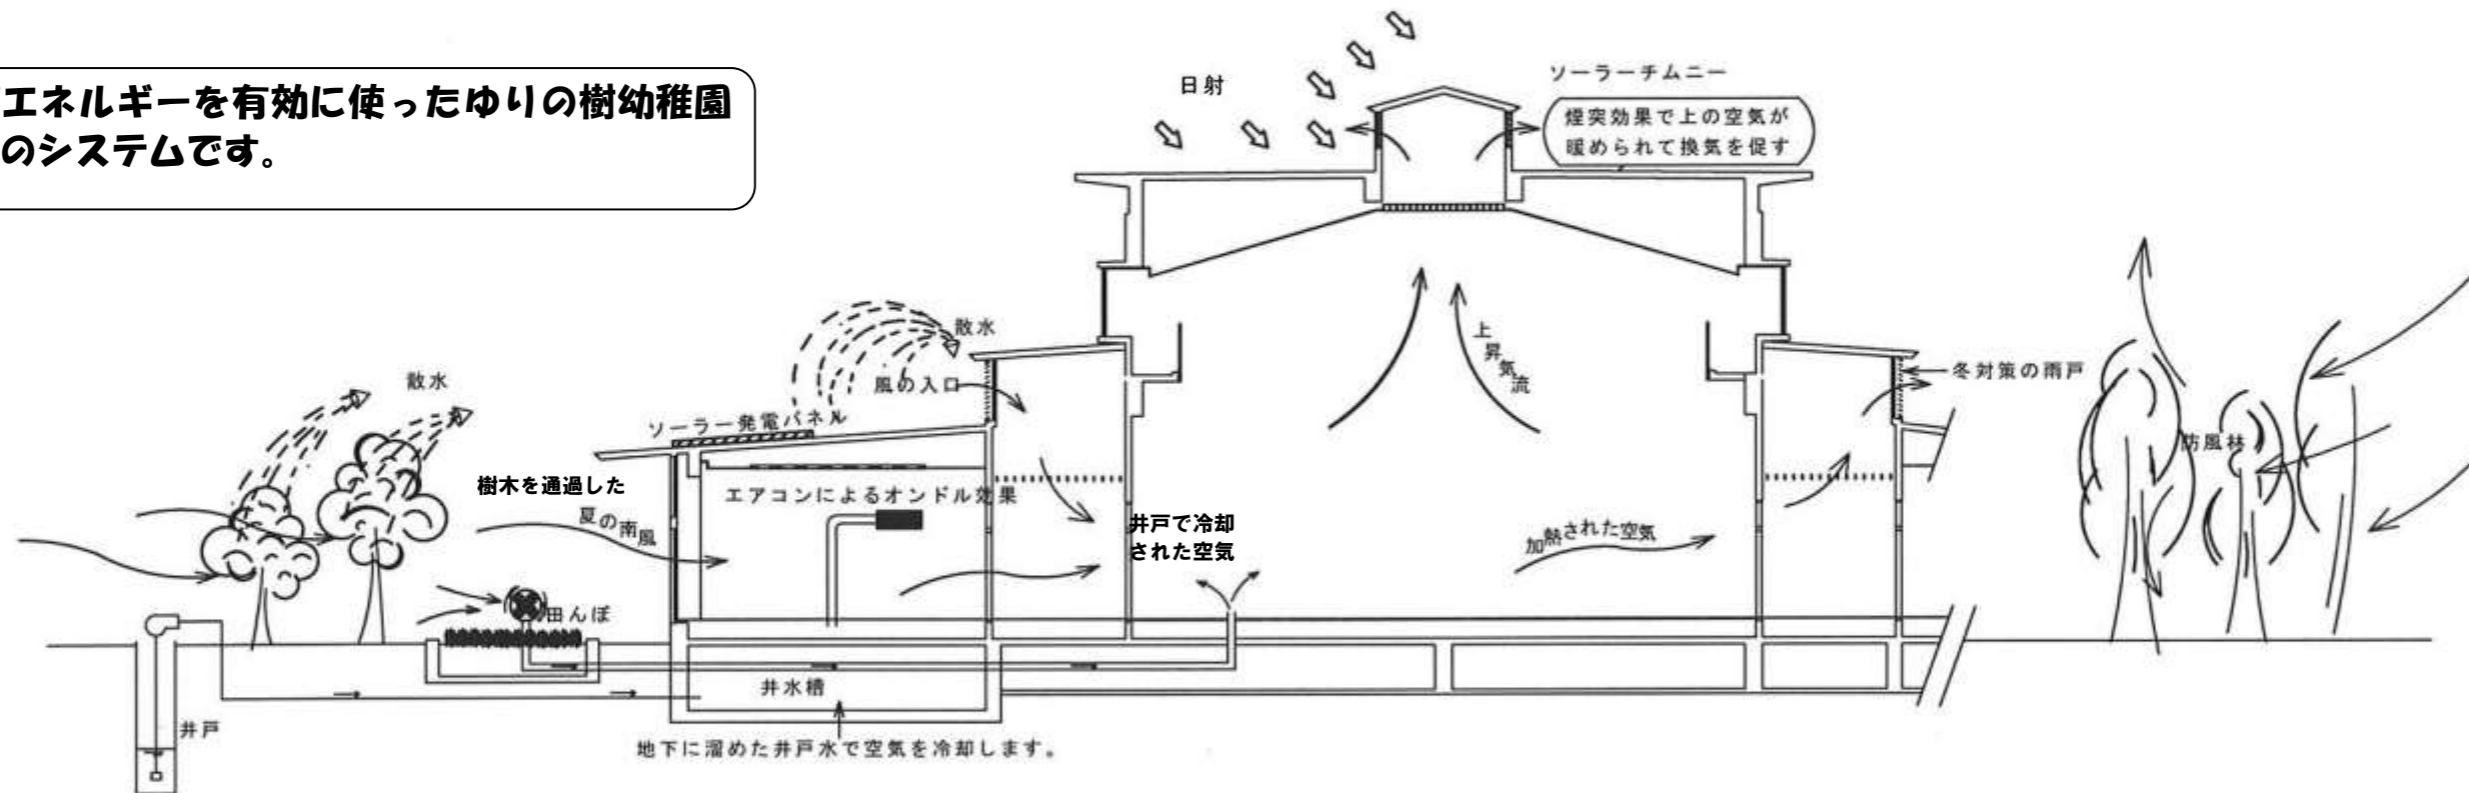 エネルギーを有効に使ったゆりの樹幼稚園
のシステムです。
日射
ソーラーチムニー
煙突効果で上の空気が
暖められて換気を促す
散水
散水
風の入口
上昇気流
冬対策の雨戸
ソーラー発電パネル
防風林
樹木を通過した
夏の南風
エアコンによるオンドル効果
井戸で冷却
された空気
加熱された空気
田んぼ
井水槽
井戸
地下に溜めた井戸水で空気を冷却します。